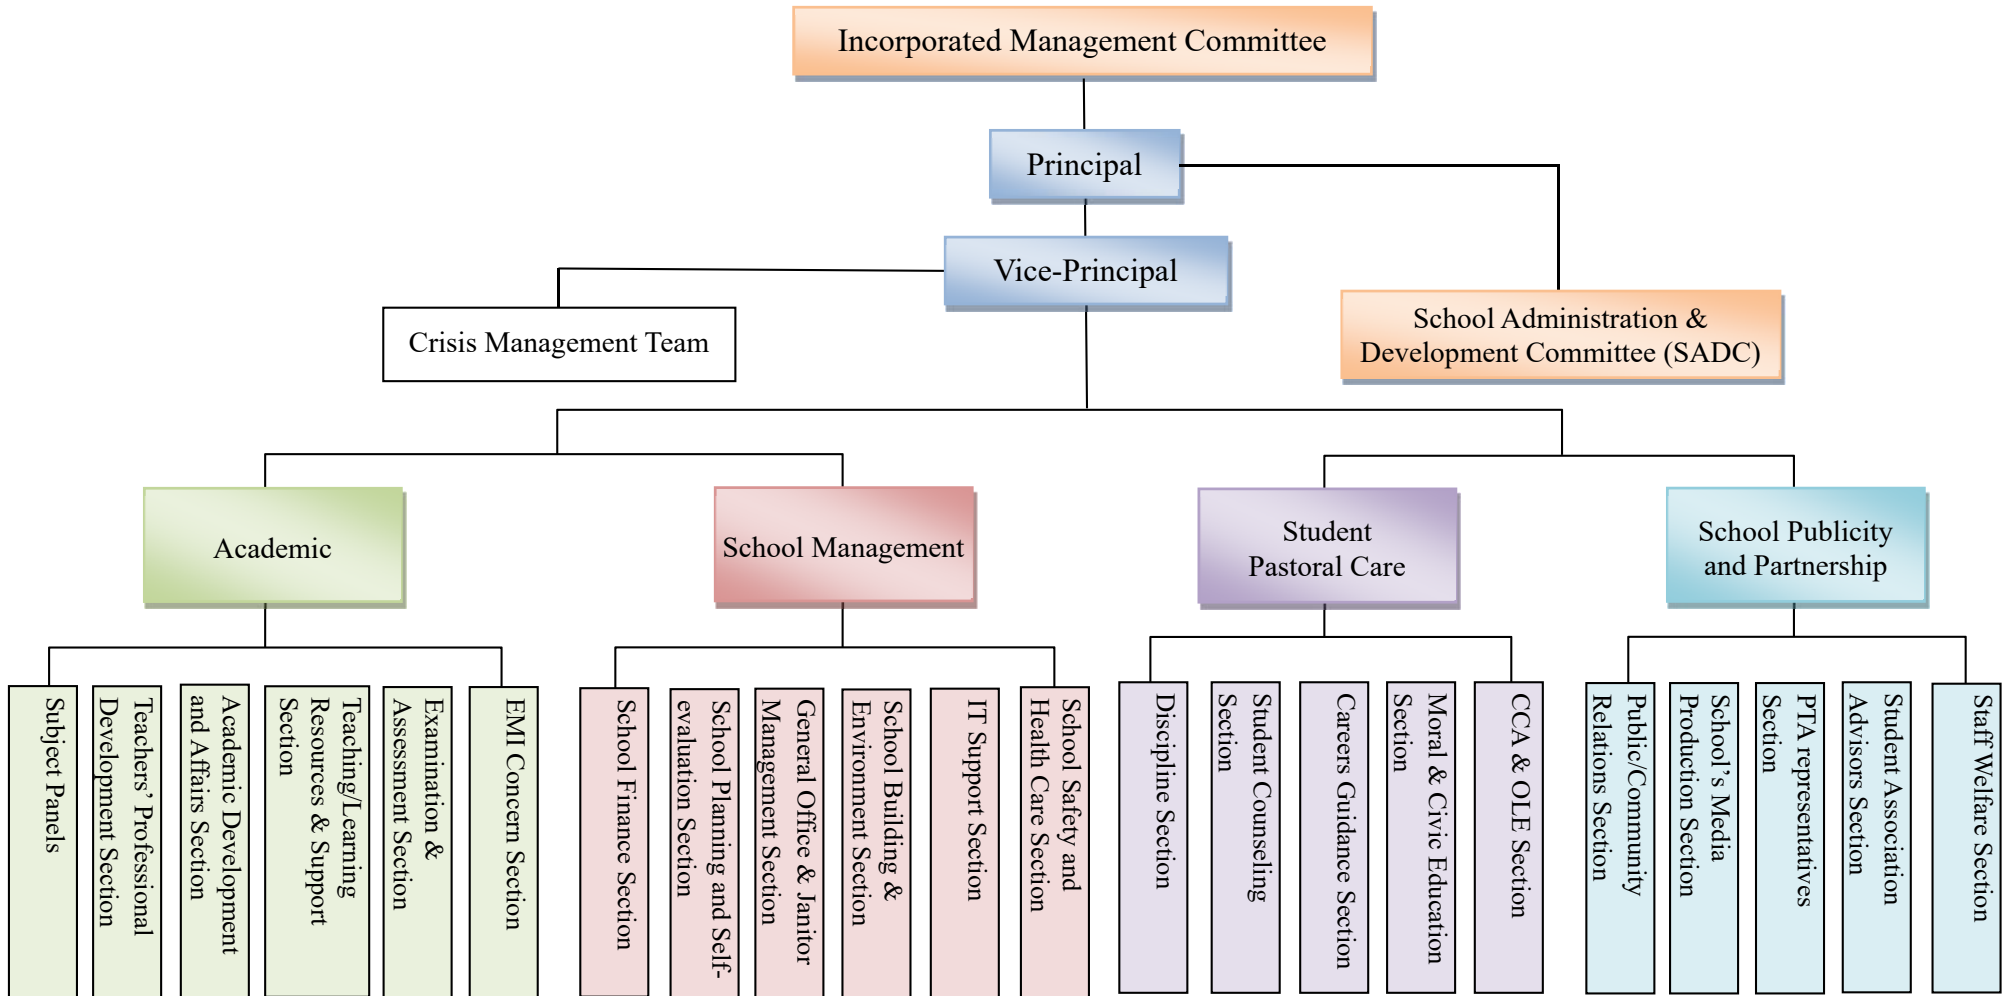 Incorporated Management Committee
Principal
Vice-Principal
Crisis Management Team
School Administration &
Development Committee (SADC)
Academic
School Management
Student
Pastoral Care
School Publicity
and Partnership
Subject Panels
Teachers’ Professional
Development Section
Academic Development
and Affairs Section
Teaching/Learning
Resources & Support
Section
Examination &
Assessment Section
EMI Concern Section
School Finance Section
School Planning and Self-
evaluation Section
General Office & Janitor
Management Section
School Building &
Environment Section
IT Support Section
School Safety and
Health Care Section
Discipline Section
Student Counseling
Section
Careers Guidance Section
Moral & Civic Education
Section
CCA & OLE Section
Public/Community
Relations Section
School’s Media
Production Section
PTA representatives
Section
Student Association
Advisors Section
Staff Welfare Section